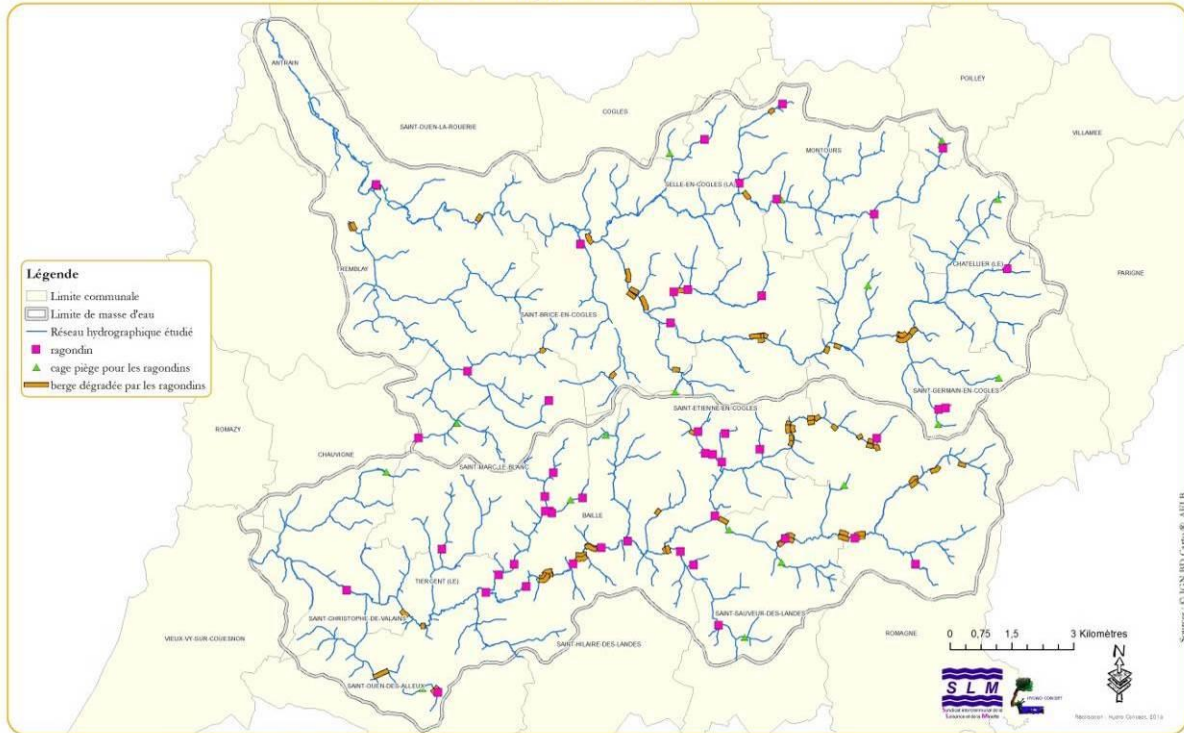 ANTRAIN
SAINT-OUEN-LA-ROUERIE
COGLES
POILLEY
VILLAMEE
MONTOURS
SELLE-EN-COGLES (LA)
CHATELLIER (LE)
PARIGNE
TREMBLAY
SAINT-BRICE-EN-COGLES
Légende
Limite communale
Limite de masse d'eau
Réseau hydrographique étudié
ragondin
cage piège pour les ragondins
berge dégradée par les ragondins
SAINT-GERMAIN-EN-COGLES
SAINT-ETIENNE-EN-COGLES
ROMAZY
CHAUVIGNE
SAINT-MARC-LE-BLANC
BAILLE
TIERCENT (LE)
SAINT-CHRISTOPHE-DE-VALAINS
SAINT-SAUVEUR-DES-LANDES
ROMAGNE
VIEUX-VY-SUR-COUESNON
SAINT-HILAIRE-DES-LANDES
SAINT-OUEN-DES-ALLEUX
0 0,75 1,5 3 Kilomètres
N
SLM